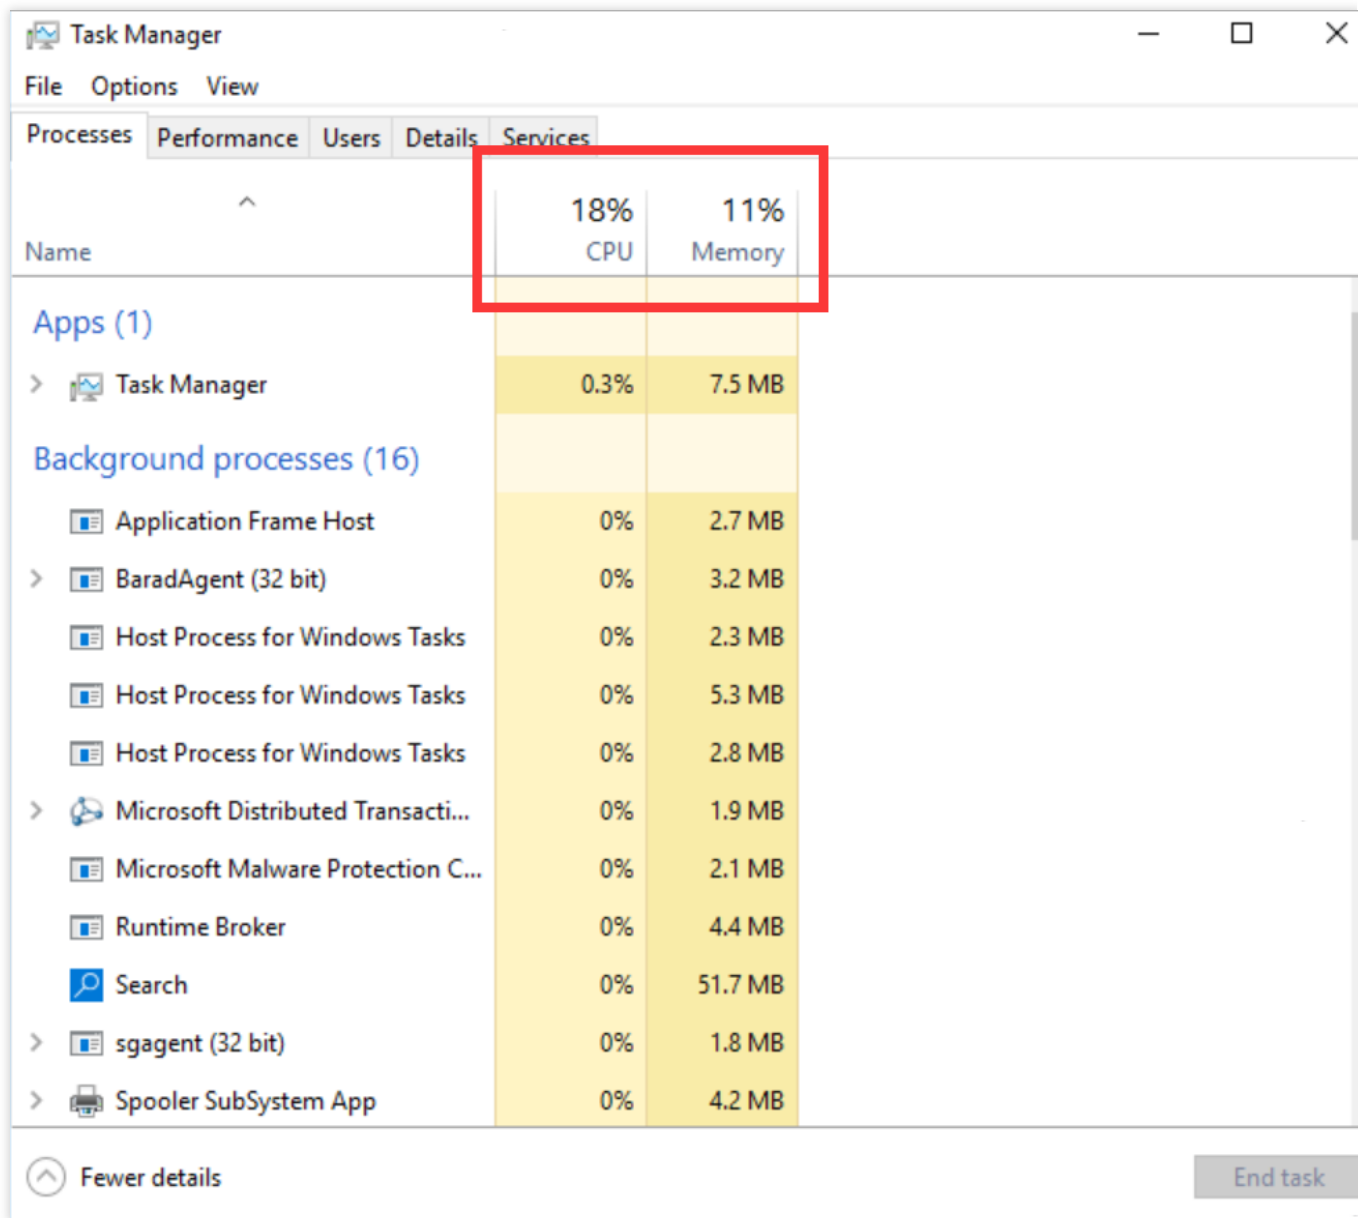 Task Manager
File Options View
Processes Performance Users Details Services
18% 11%
Name CPU Memory
Apps (1)
Task Manager 0.3% 7.5 MB
Background processes (16)
Application Frame Host 0% 2.7 MB
BaradAgent (32 bit) 0% 3.2 MB
Host Process for Windows Tasks 0% 2.3 MB
Host Process for Windows Tasks 0% 5.3 MB
Host Process for Windows Tasks 0% 2.8 MB
Microsoft Distributed Transacti... 0% 1.9 MB
Microsoft Malware Protection C... 0% 2.1 MB
Runtime Broker 0% 4.4 MB
Search 0% 51.7 MB
sgagent (32 bit) 0% 1.8 MB
Spooler SubSystem App 0% 4.2 MB
Fewer details End task